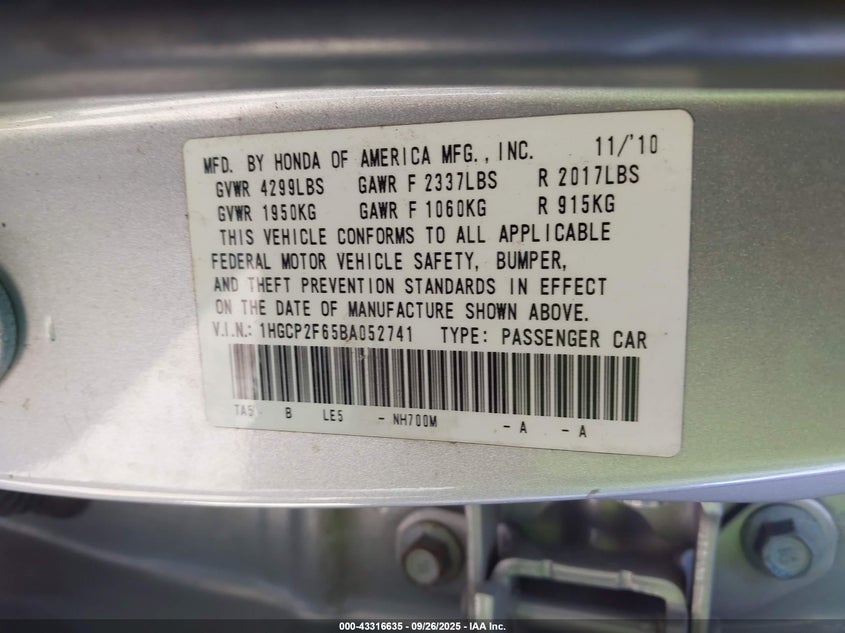 MFD. BY HONDA OF AMERICA MFG., INC. 11/'10
GVWR 4299LBS GAWR F 2337LBS R 2017LBS
GVWR 1950KG GAWR F 1060KG R 915KG
THIS VEHICLE CONFORMS TO ALL APPLICABLE
FEDERAL MOTOR VEHICLE SAFETY, BUMPER,
AND THEFT PREVENTION STANDARDS IN EFFECT
ON THE DATE OF MANUFACTURE SHOWN ABOVE.
V.I.N.: 1HGCP2F65BA052741 TYPE: PASSENGER CAR
TA5 B LE5 - NH700M - A - A
000-43316635 - 09/26/2025 - IAA Inc.